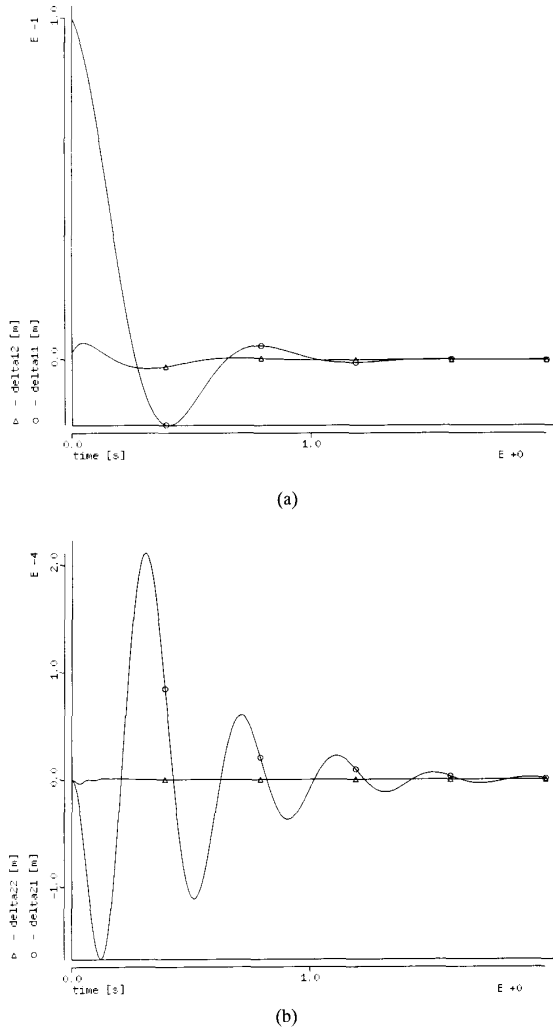 1.0
E -1
0.0
△ - delta12 [m]
○ - delta11 [m]
0.0
1.0
time [s]
E +0
(a)
2.0
E -4
1.0
0.0
-1.0
△ - delta22 [m]
○ - delta21 [m]
0.0
1.0
time [s]
E +0
(b)